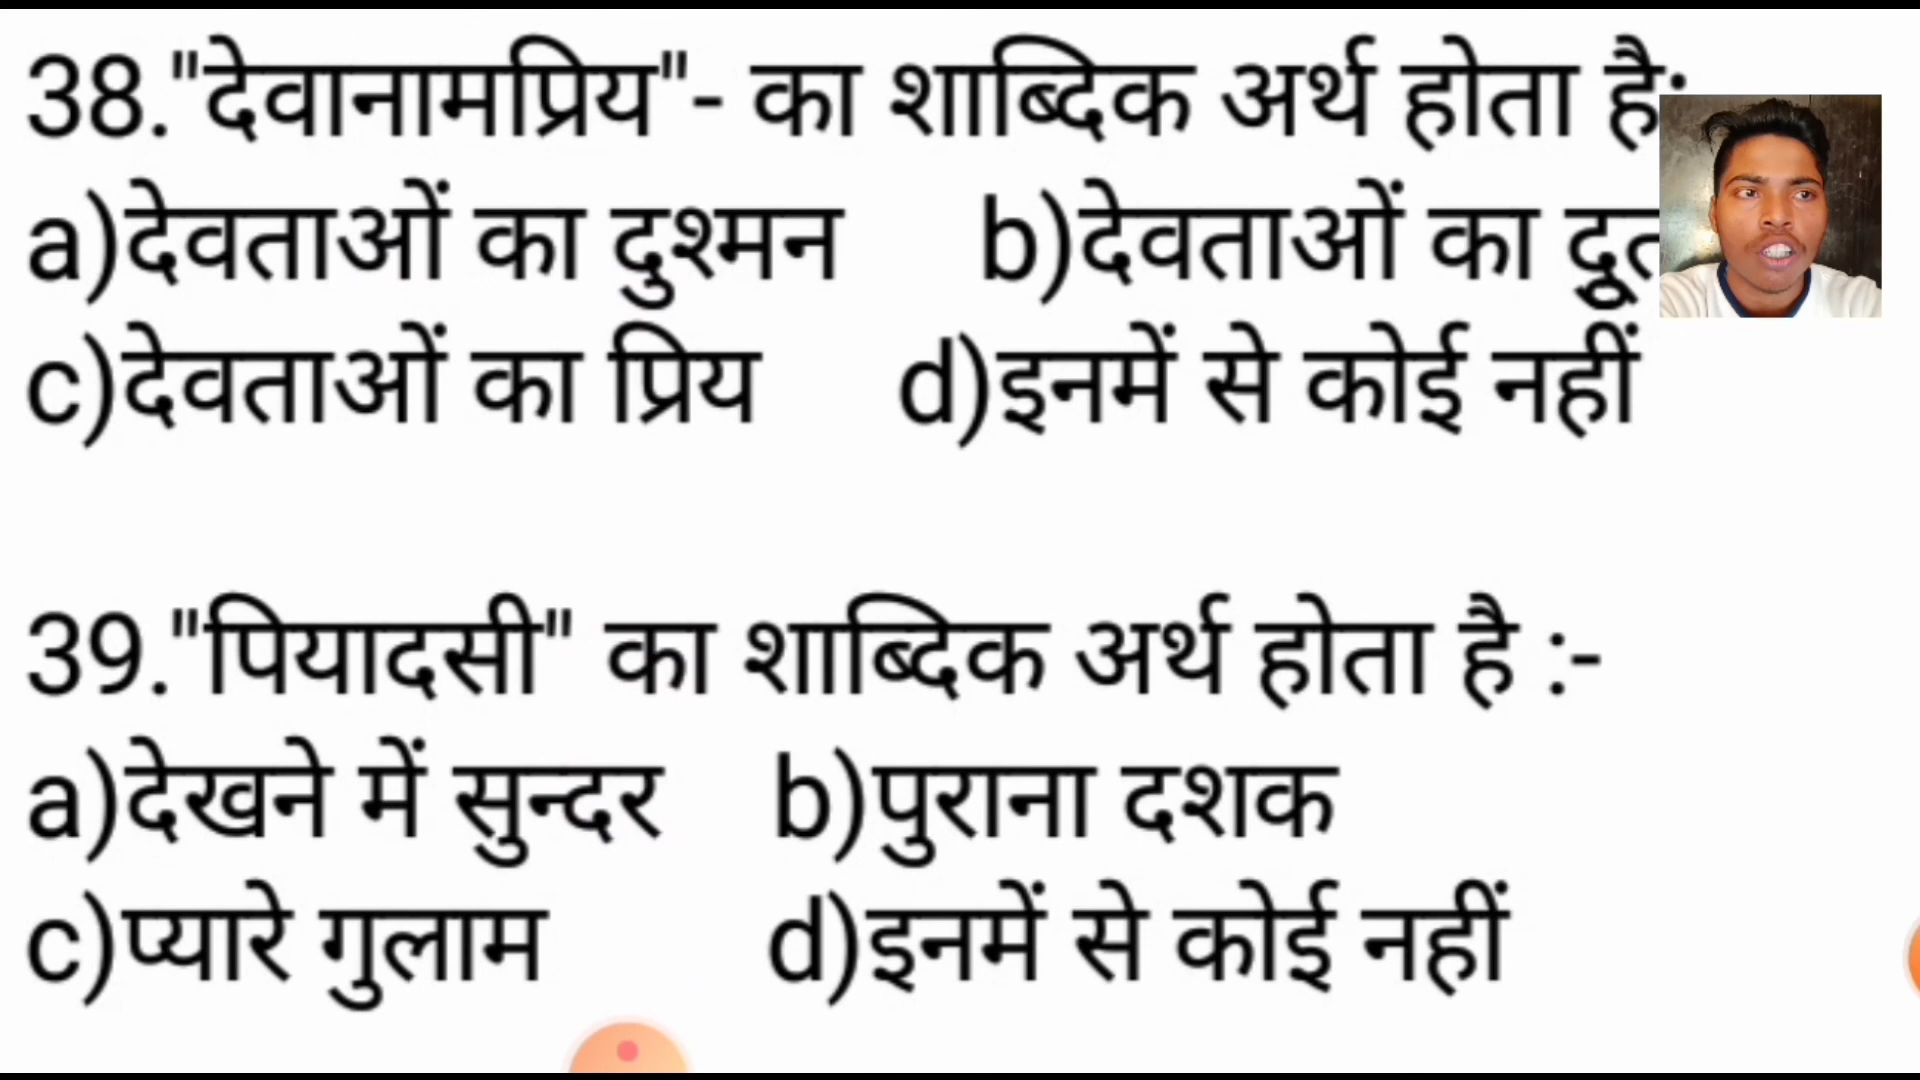 38."देवानामप्रिय"- का शाब्दिक अर्थ होता है
a)देवताओं का दुश्मन b)देवताओं का
c)देवताओं का प्रिय d)इनमें से कोई नहीं
39."पियादसी" का शाब्दिक अर्थ होता है :-
a)देखने में सुन्दर b)पुराना दशक
c)प्यारे गुलाम d)इनमें से कोई नहीं